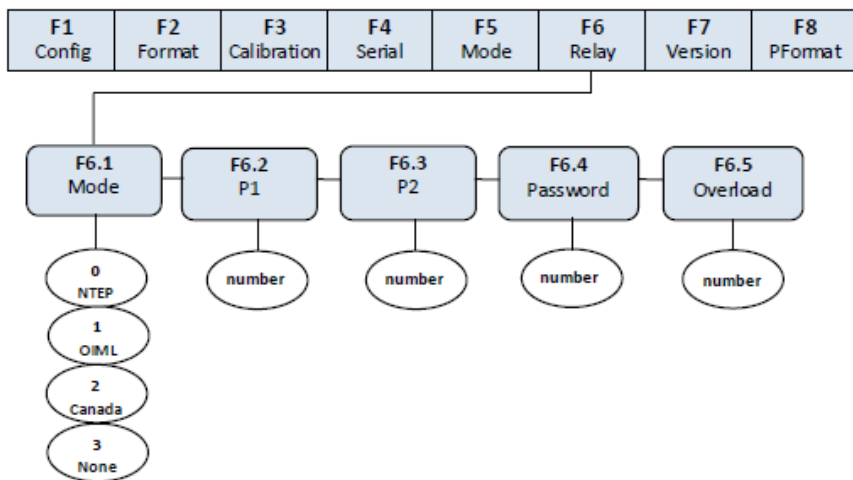 F1 F2 F3 F4 F5 F6 F7 F8
Config Format Calibration Serial Mode Relay Version PFormat
F6.1 F6.2 F6.3 F6.4 F6.5
Mode P1 P2 Password Overload
0
NTEP
number number number number
1
OIML
2
Canada
3
None